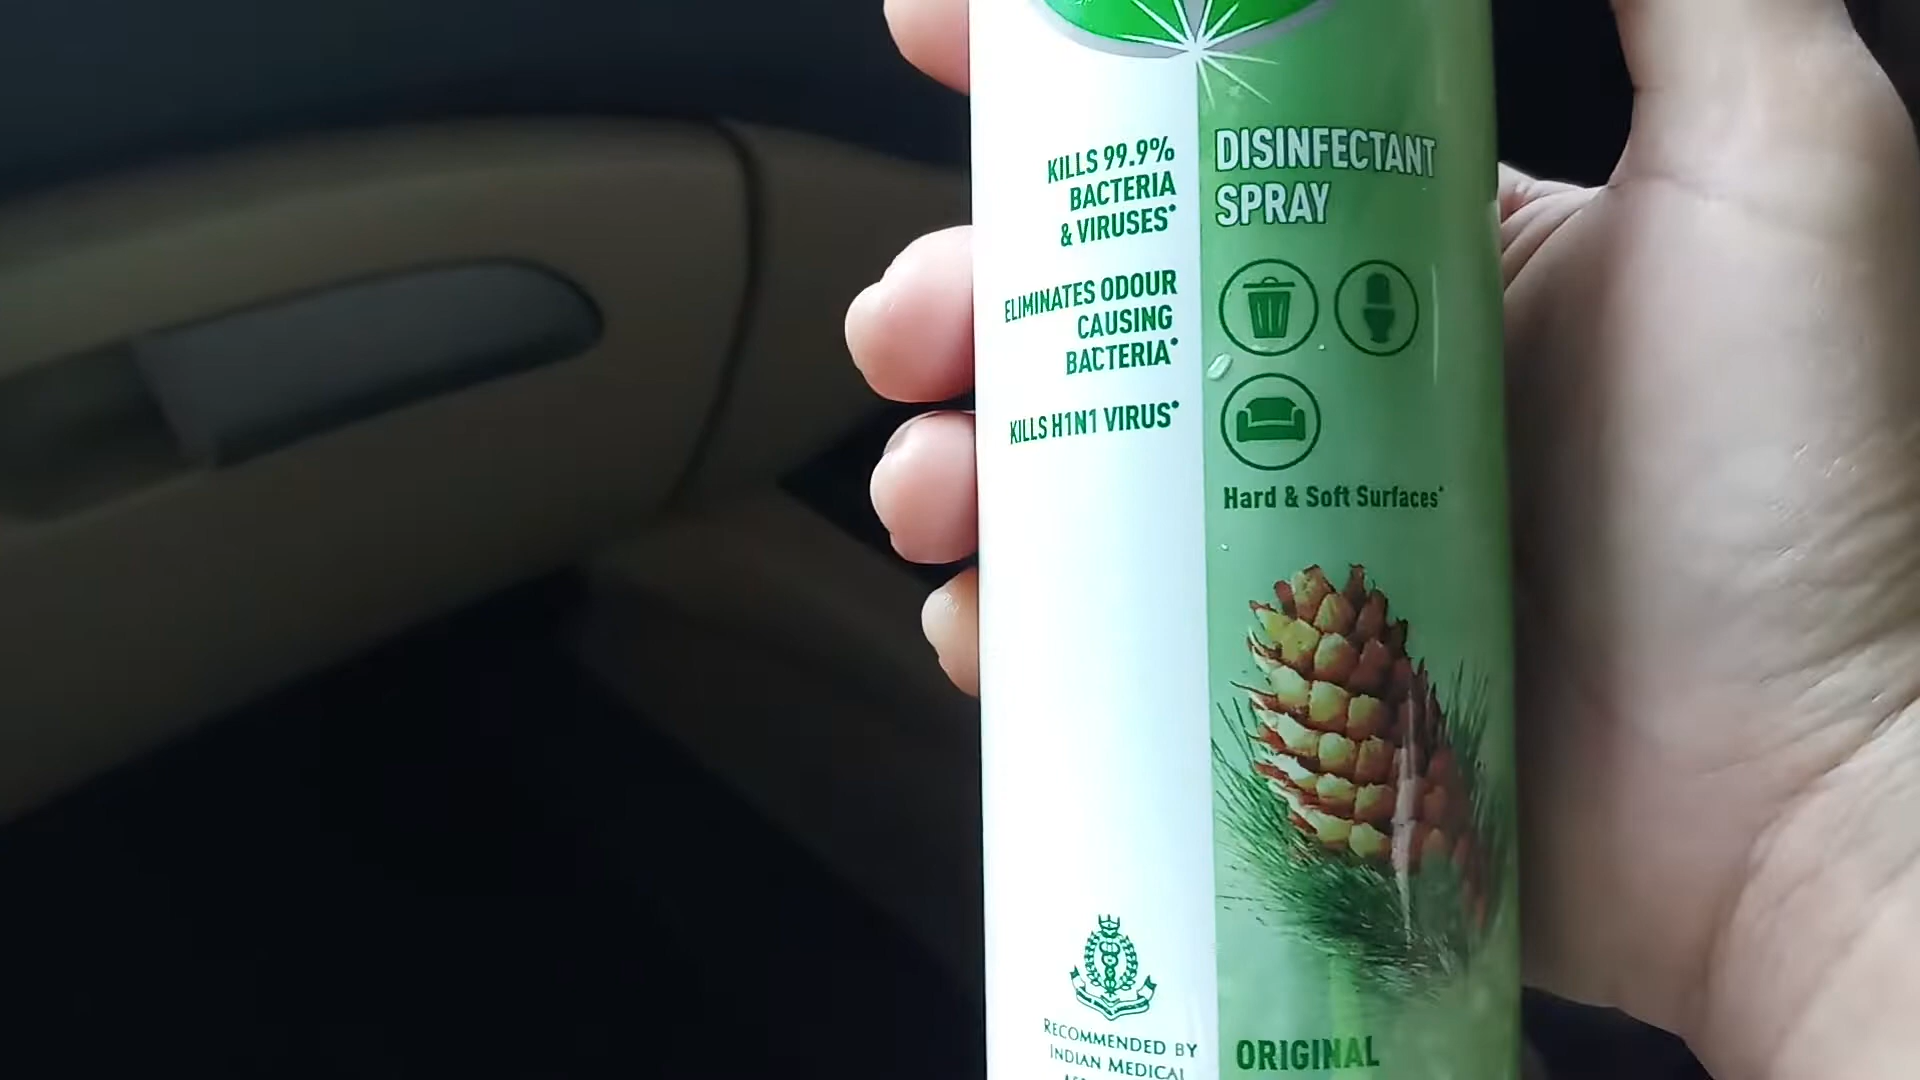 KILLS 99.9%
BACTERIA
& VIRUSES*
ELIMINATES ODOUR
CAUSING
BACTERIA*
KILLS H1N1 VIRUS*
DISINFECTANT
SPRAY
Hard & Soft Surfaces*
RECOMMENDED BY
INDIAN MEDICAL
ORIGINAL